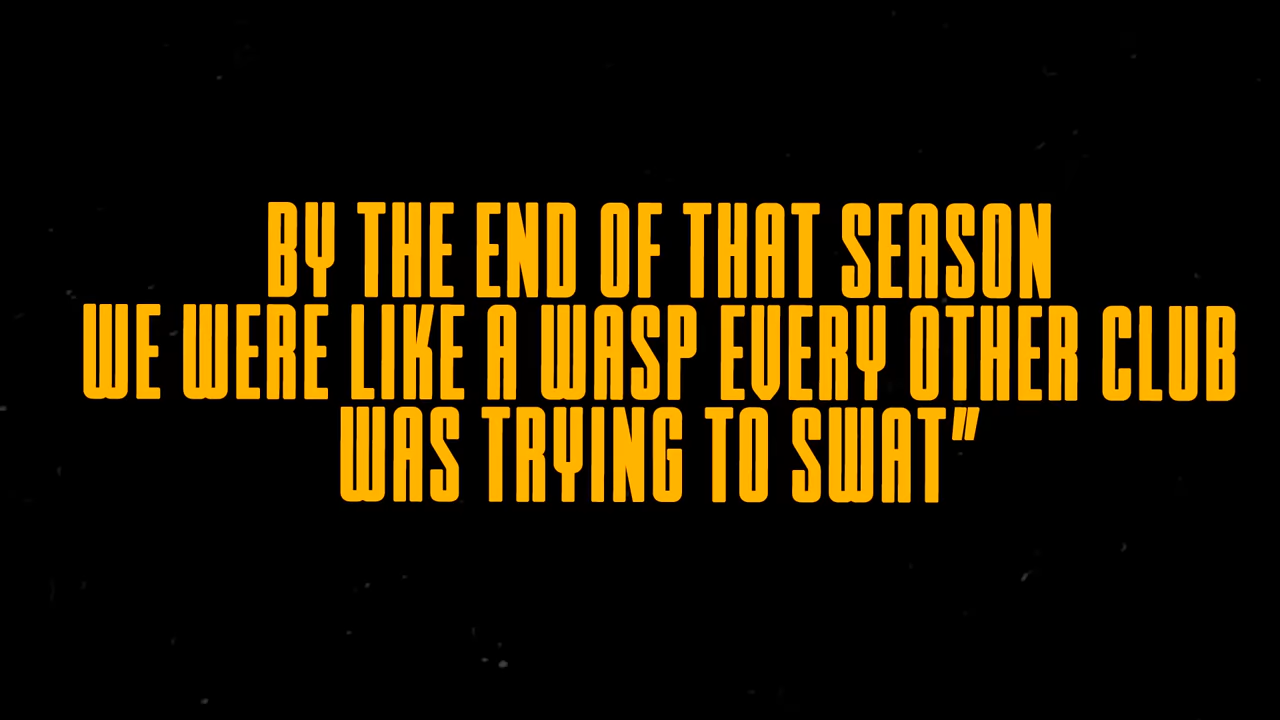 BY THE END OF THAT SEASON
WE WERE LIKE A WASP EVERY OTHER CLUB
WAS TRYING TO SWAT”